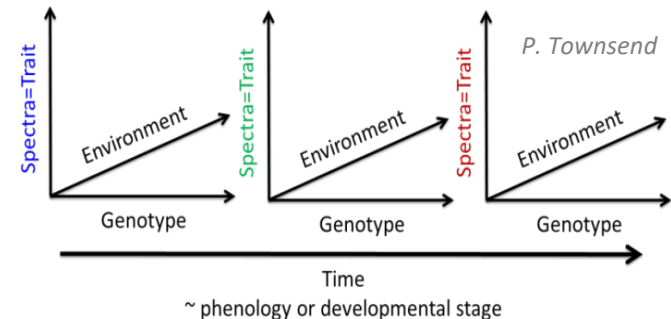 P. Townsend
Spectra=Trait
Environment
Genotype
Spectra=Trait
Environment
Genotype
Spectra=Trait
Environment
Genotype
Time
~ phenology or developmental stage